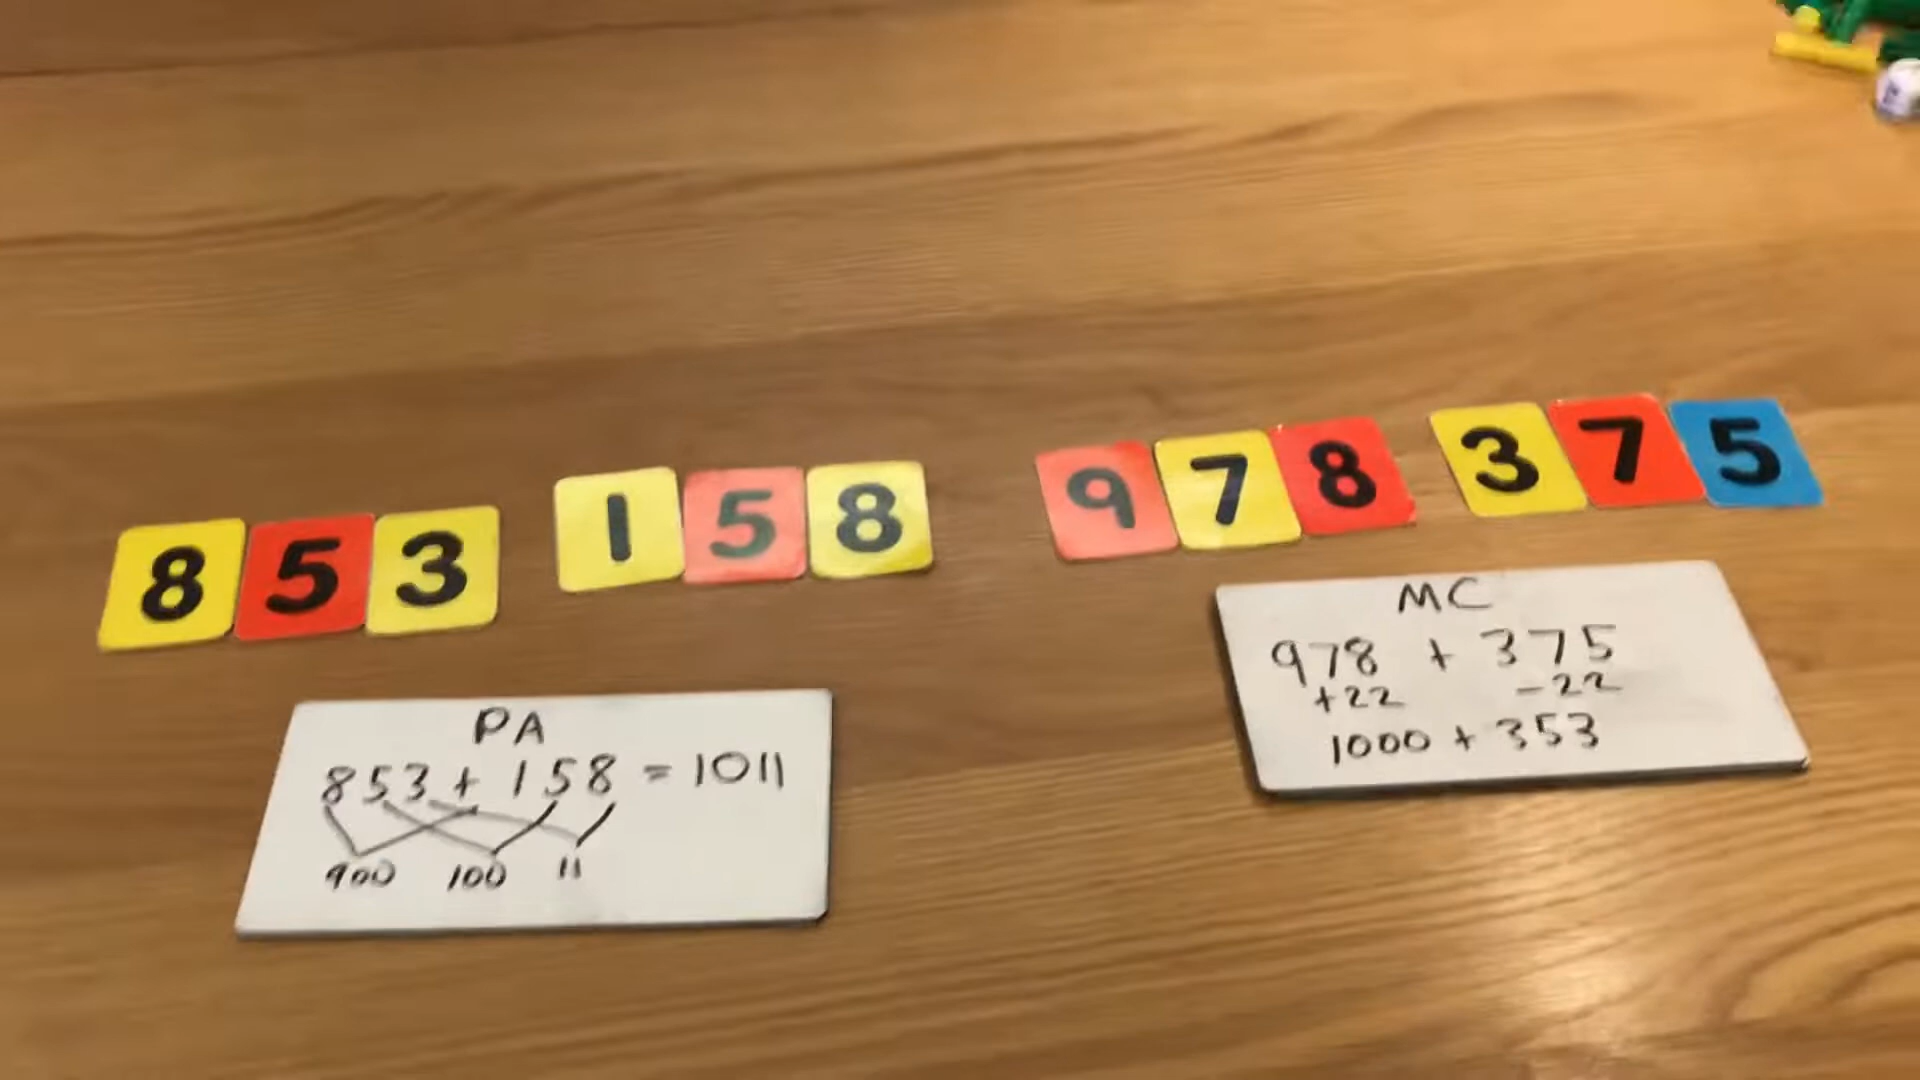 853 158 978 375
PA
853 + 158 = 1011
900 100 11
MC
978 + 375
+22 -22
1000 + 353